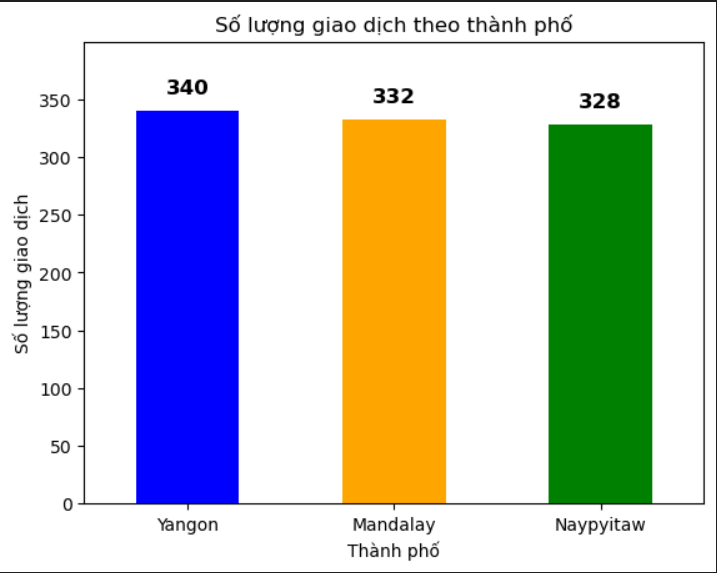 Số lượng giao dịch theo thành phố
340
332
328
350
300
250
200
150
100
50
0
Số lượng giao dịch
Yangon
Mandalay
Naypyitaw
Thành phố